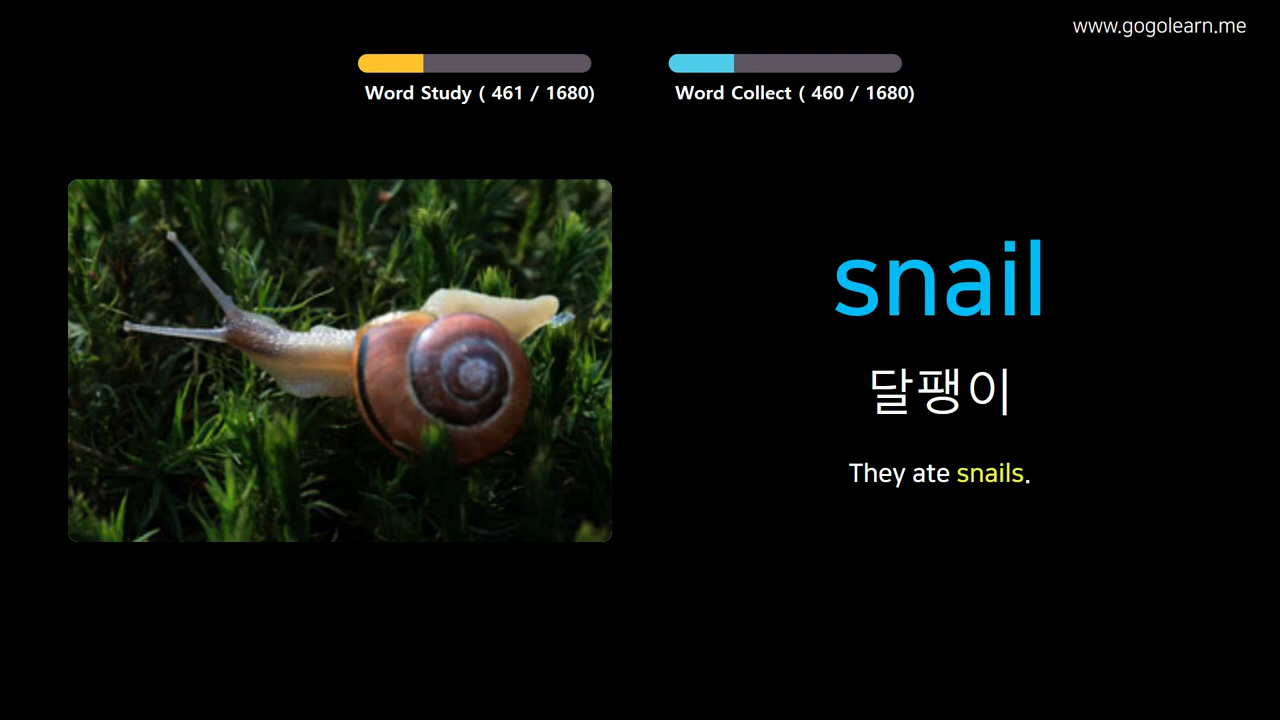 www.gogolearn.me
Word Study ( 461 / 1680)
Word Collect ( 460 / 1680)
snail
달팽이
They ate snails.